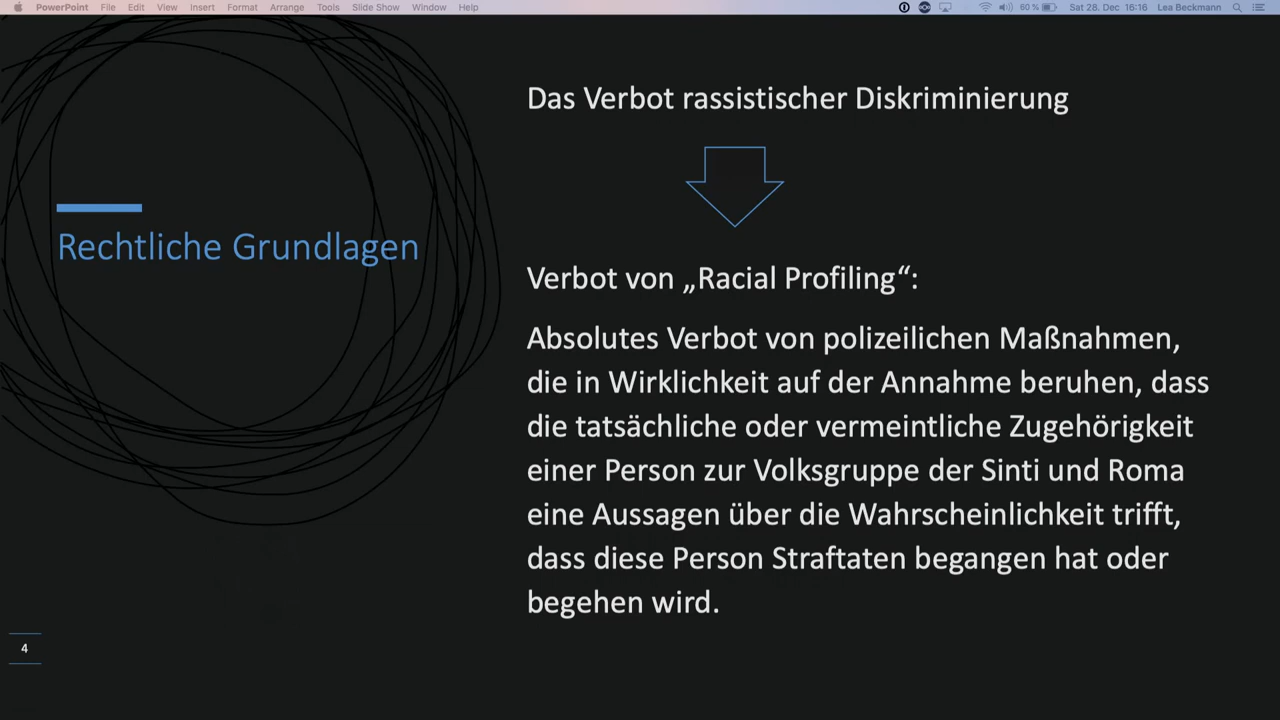 PowerPoint File Edit View Insert Format Arrange Tools Slide Show Window Help 60 % Sat 28. Dec 16:16 Lea Beckmann
Rechtliche Grundlagen
Das Verbot rassistischer Diskriminierung
Verbot von „Racial Profiling“:
Absolutes Verbot von polizeilichen Maßnahmen,
die in Wirklichkeit auf der Annahme beruhen, dass
die tatsächliche oder vermeintliche Zugehörigkeit
einer Person zur Volksgruppe der Sinti und Roma
eine Aussagen über die Wahrscheinlichkeit trifft,
dass diese Person Straftaten begangen hat oder
begehen wird.
4